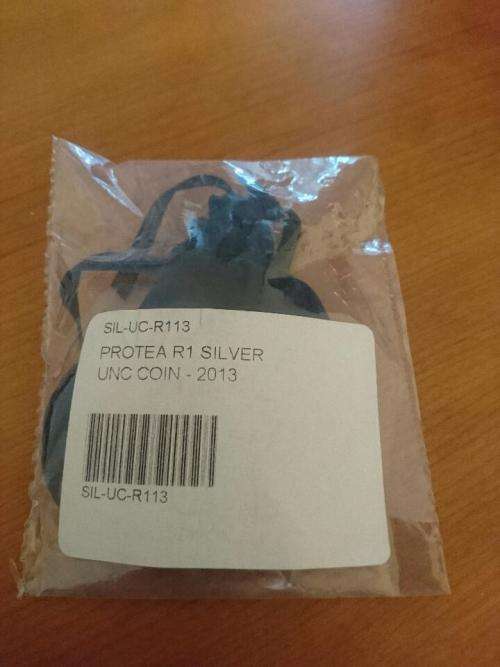 SIL-UC-R113
PROTEA R1 SILVER
UNC COIN - 2013
SIL-UC-R113